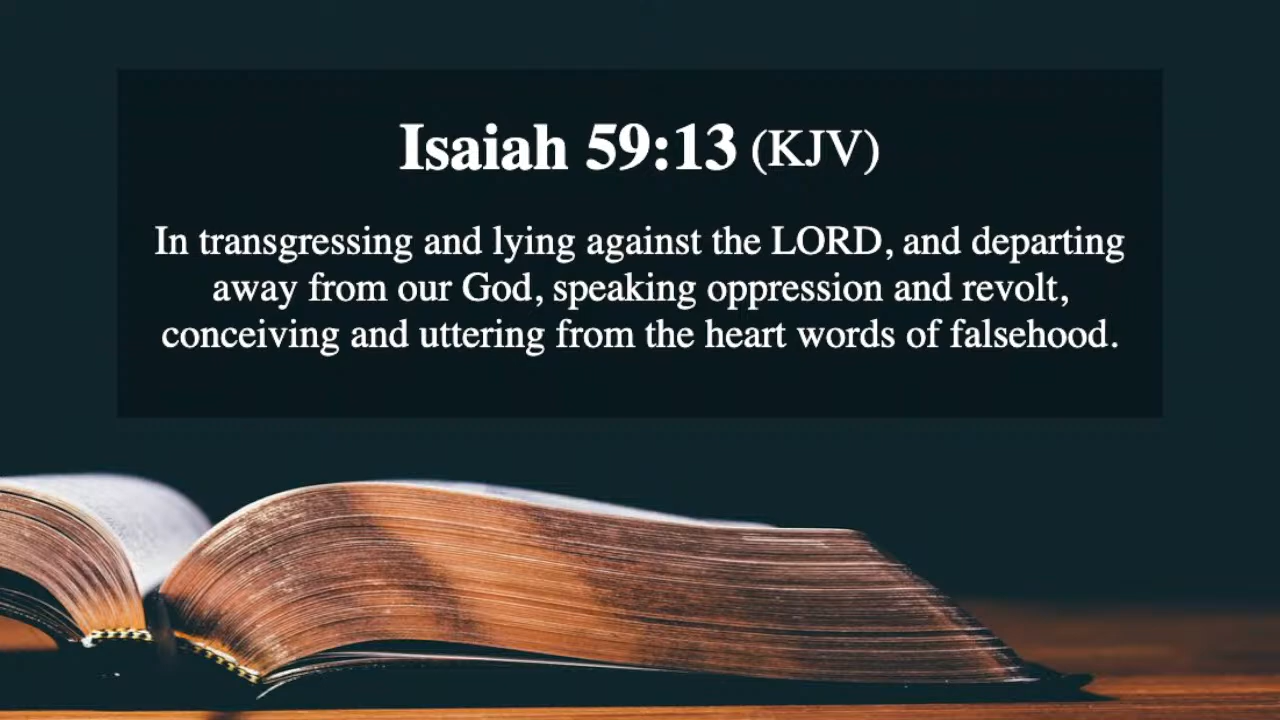 Isaiah 59:13 (KJV)
In transgressing and lying against the LORD, and departing
away from our God, speaking oppression and revolt,
conceiving and uttering from the heart words of falsehood.